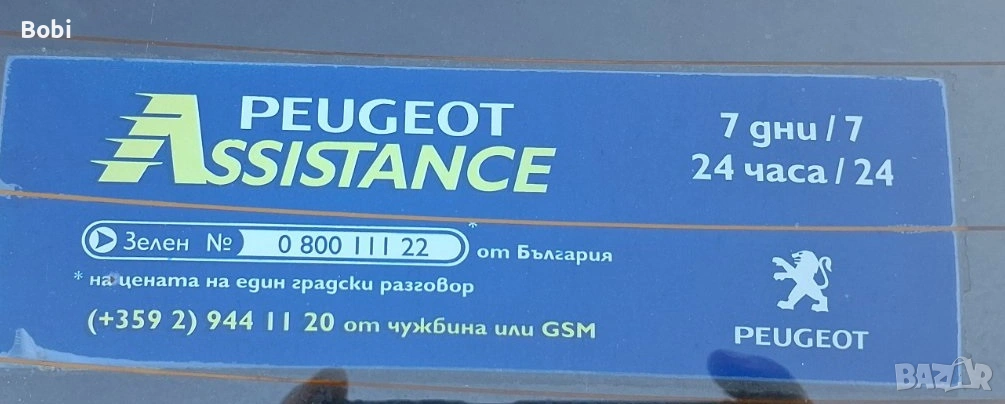 Bobi
PEUGEOT
ASSISTANCE
7 дни / 7
24 часа / 24
Зелен № 0 800 111 22 * от България
* на цената на един градски разговор
(+359 2) 944 11 20 от чужбина или GSM
PEUGEOT
BAZAR